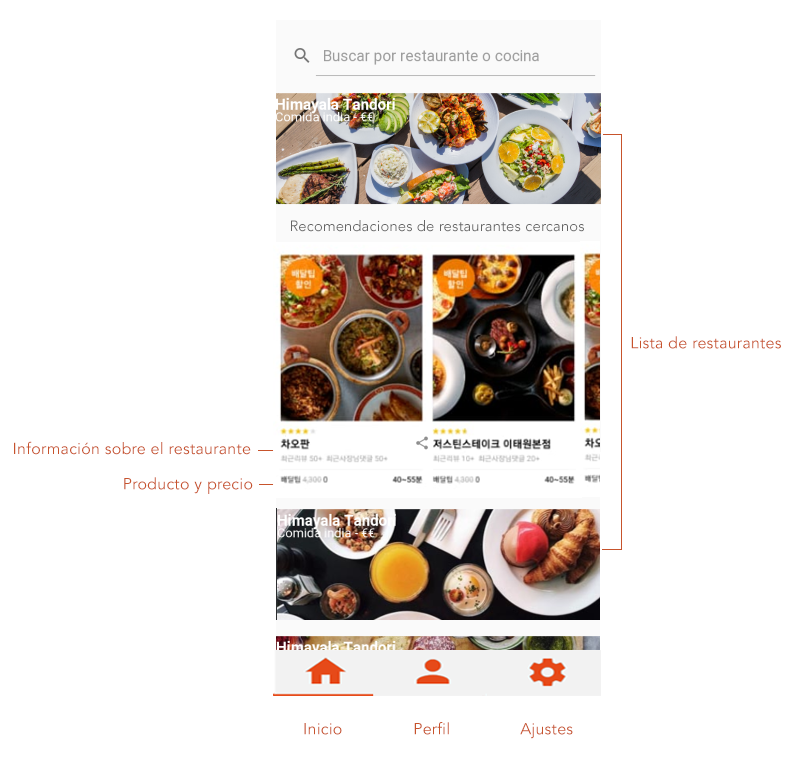 Buscar por restaurante o cocina
Himayala Tandori
Comida india - €€
Recomendaciones de restaurantes cercanos
배달팁
할인
배달팁
할인
Lista de restaurantes
차오판
최근리뷰 50+ 최근사장님댓글 50+
배달팁 4,300 0 40~55분
저스틴스테이크 이태원본점
최근리뷰 10+ 최근사장님댓글 20+
배달팁 4,300 0 40~55분
차오
최근리
배달팁
Información sobre el restaurante
Producto y precio
Himayala Tandori
Comida india - €€
Himayala Tandori
Inicio
Perfil
Ajustes